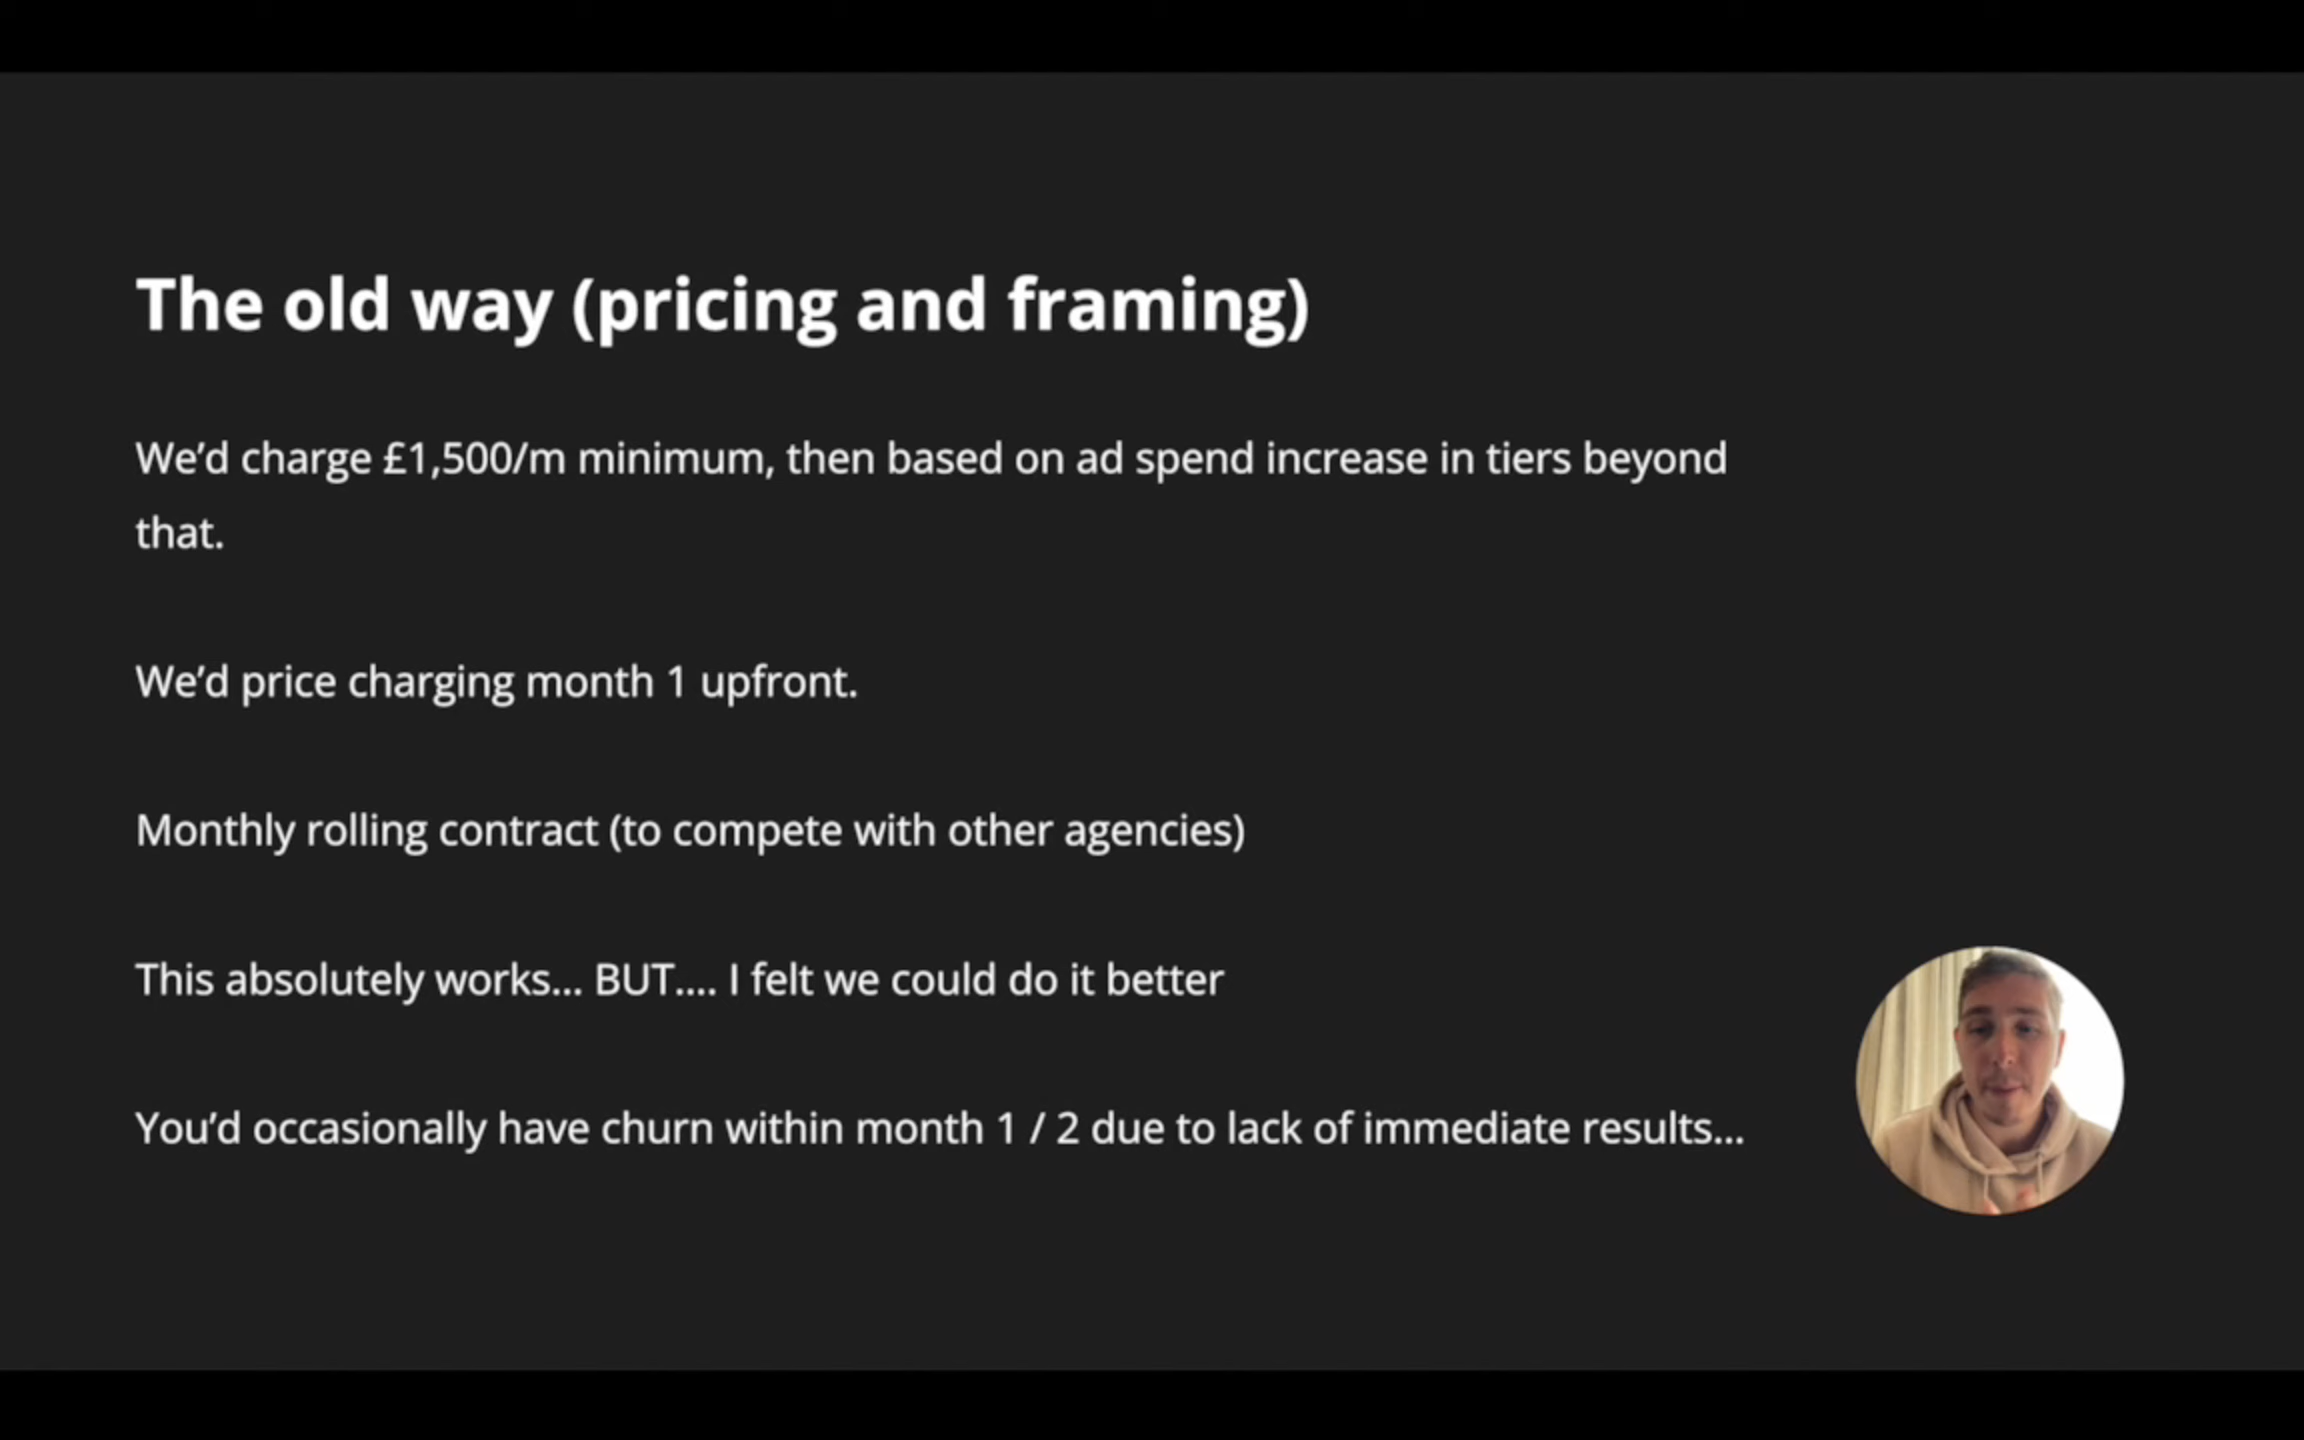 The old way (pricing and framing)
We’d charge £1,500/m minimum, then based on ad spend increase in tiers beyond
that.
We’d price charging month 1 upfront.
Monthly rolling contract (to compete with other agencies)
This absolutely works... BUT.... I felt we could do it better
You’d occasionally have churn within month 1 / 2 due to lack of immediate results...